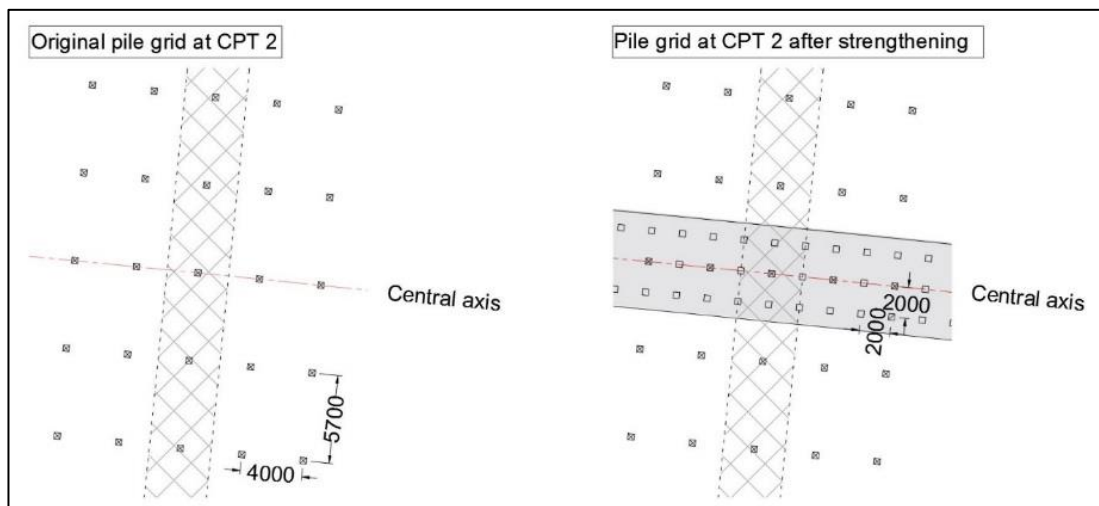 Original pile grid at CPT 2
Central axis
5700
4000
Pile grid at CPT 2 after strengthening
Central axis
2000
2000